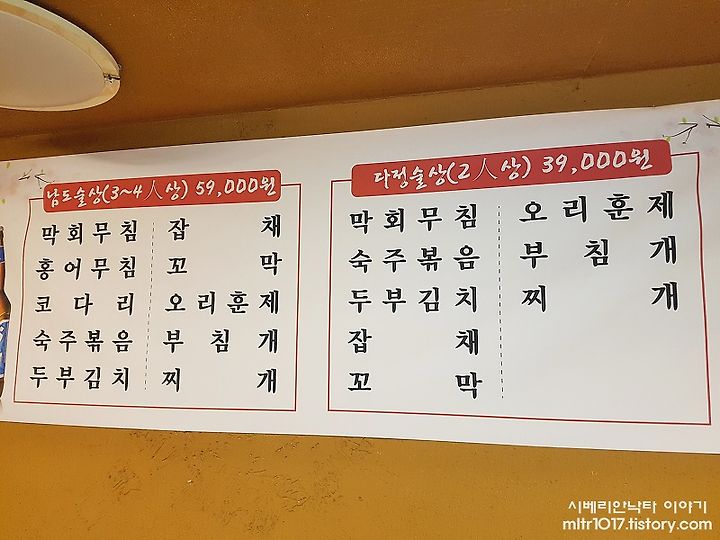 남도술상(3~4人상) 59,000원
막회무침 잡채
홍어무침 꼬막
코다리 오리훈제
숙주볶음 부침개
두부김치 찌개
다정술상(2人상) 39,000원
막회무침 오리훈제
숙주볶음 부침개
두부김치 찌개
잡채
꼬막
시베리안낙타 이야기
mltr1017.tistory.com